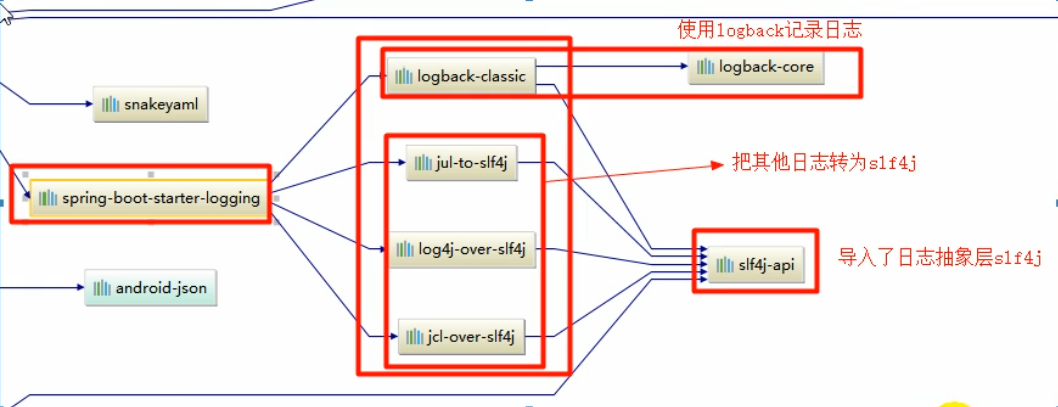 使用logback记录日志
logback-classic
logback-core
snakeyaml
jul-to-slf4j
把其他日志转为slf4j
spring-boot-starter-logging
log4j-over-slf4j
slf4j-api
导入了日志抽象层slf4j
android-json
jcl-over-slf4j